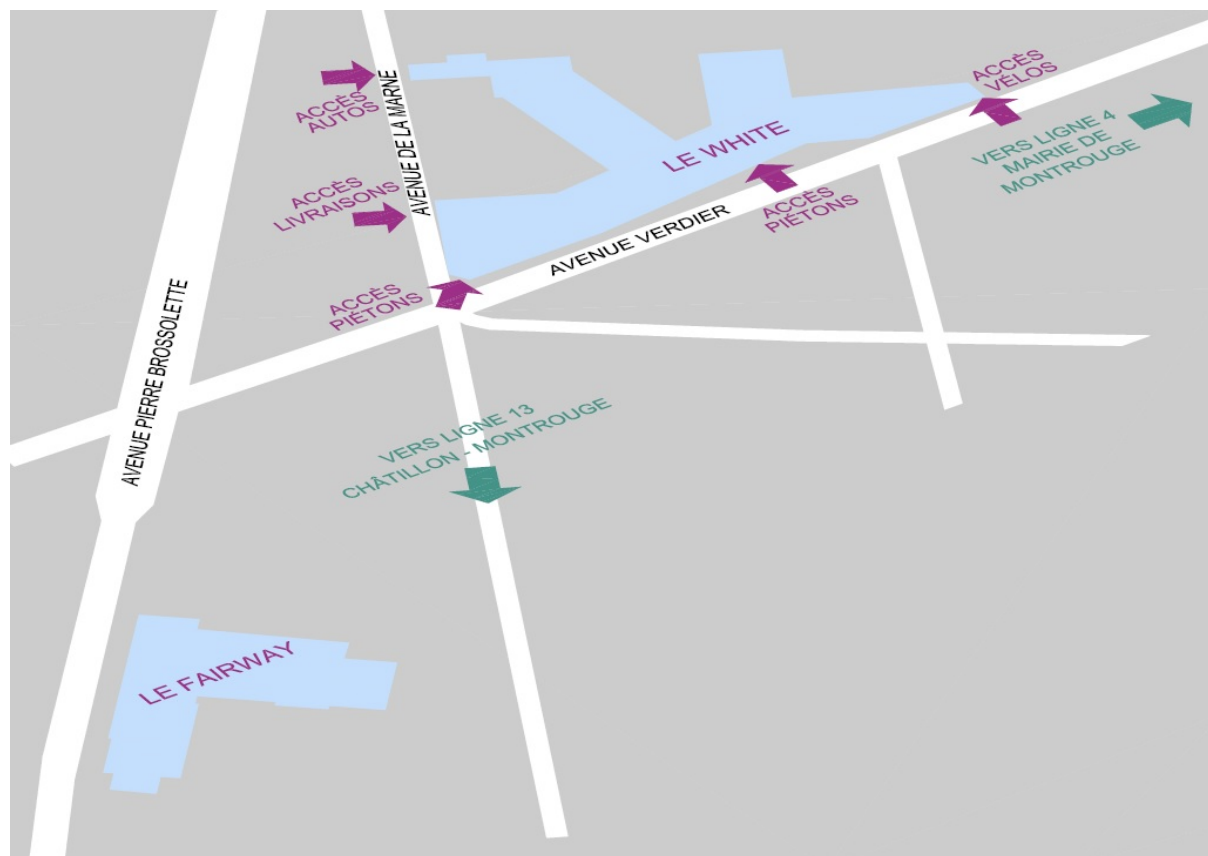 ACCÈS
AUTOS
AVENUE DE LA MARNE
ACCÈS
VÉLOS
VERS LIGNE 4
MAIRIE DE
MONTROUGE
LE WHITE
ACCÈS
LIVRAISONS
ACCÈS
PIÉTONS
AVENUE VERDIER
ACCÈS
PIÉTONS
AVENUE PIERRE BROSSOLETTE
VERS LIGNE 13
CHÂTILLON - MONTROUGE
LE FAIRWAY